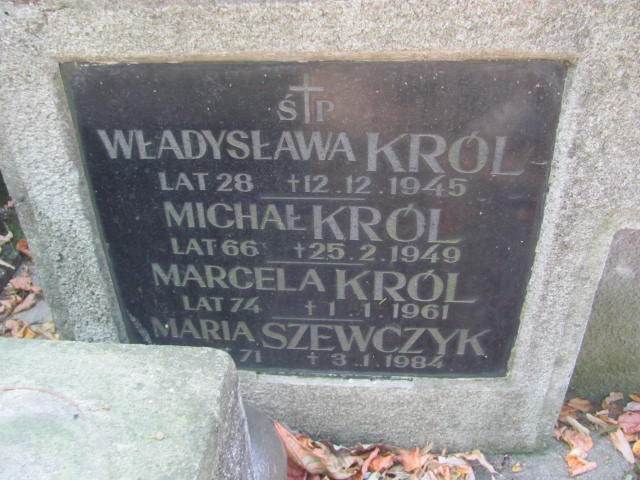 Ś P
WŁADYSŁAWA KRÓL
LAT 28 †12.12.1945
MICHAŁ KRÓL
LAT 66 †25.2.1949
MARCELA KRÓL
LAT 74 †1.1.1961
MARIA SZEWCZYK
71 †3.1.1984